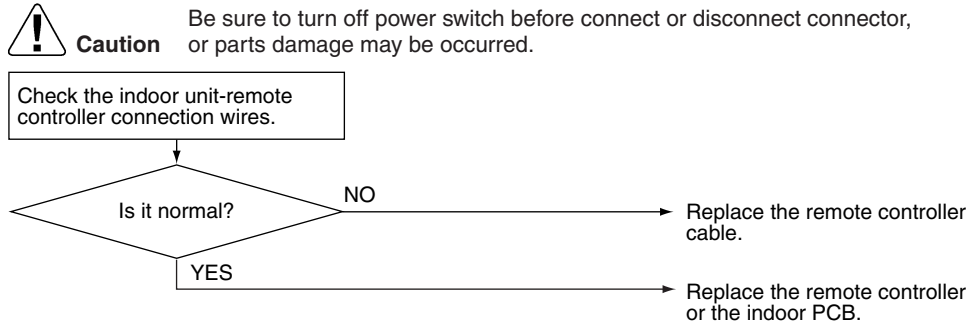 Be sure to turn off power switch before connect or disconnect connector,
Caution or parts damage may be occurred.
Check the indoor unit-remote
controller connection wires.
Is it normal?
NO
Replace the remote controller
cable.
YES
Replace the remote controller
or the indoor PCB.